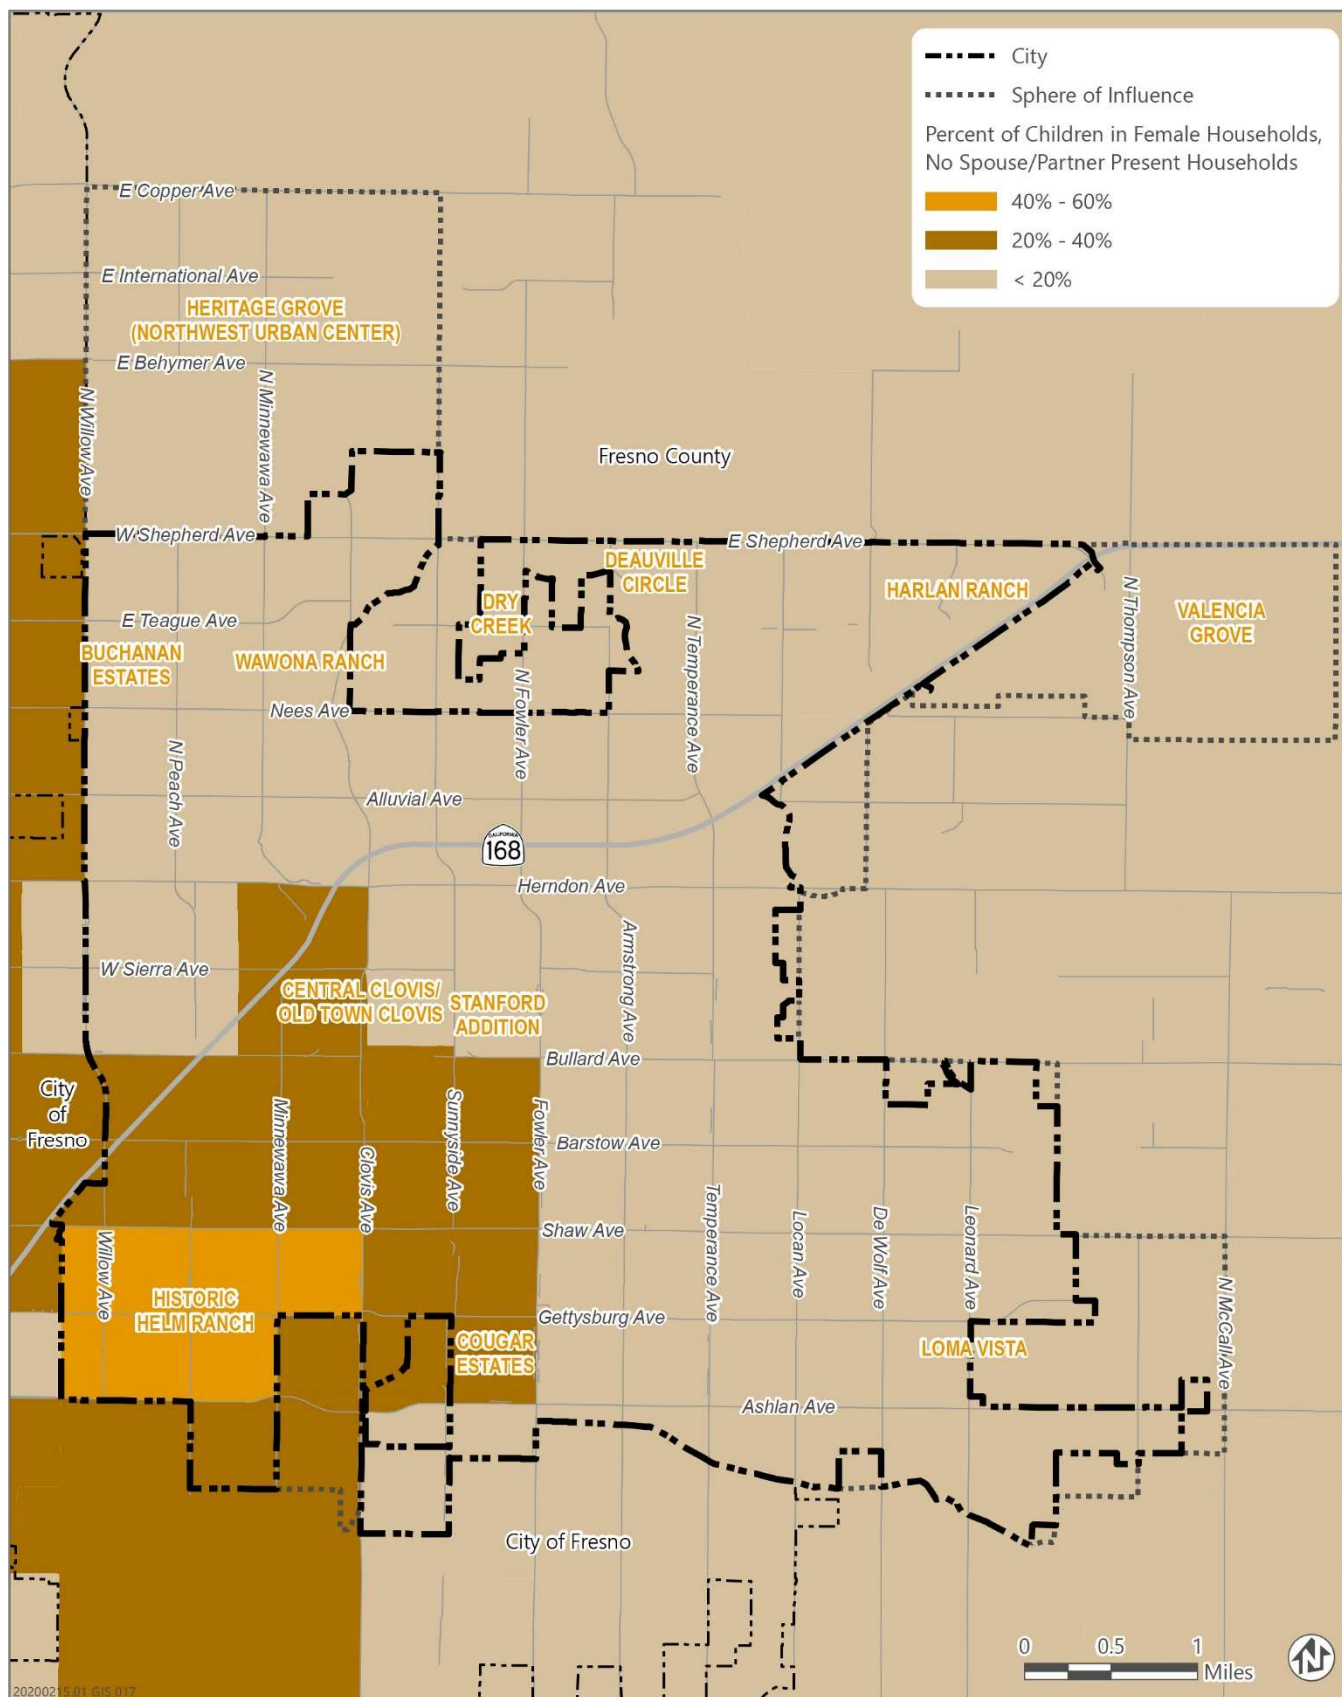 City
Sphere of Influence
Percent of Children in Female Households,
No Spouse/Partner Present Households
40% - 60%
20% - 40%
< 20%
E Copper Ave
E International Ave
HERITAGE GROVE
(NORTHWEST URBAN CENTER)
E Behymer Ave
N Willow Ave
N Minnewawa Ave
Fresno County
W Shepherd Ave
E Shepherd Ave
DEAUVILLE
CIRCLE
HARLAN RANCH
DRY
CREEK
N Thompson Ave
VALENCIA
GROVE
E Teague Ave
BUCHANAN
ESTATES
WAWONA RANCH
N Temperance Ave
N Fowler Ave
Nees Ave
N Peach Ave
Alluvial Ave
CALIFORNIA
168
Herndon Ave
Armstrong Ave
W Sierra Ave
CENTRAL CLOVIS/
OLD TOWN CLOVIS
STANFORD
ADDITION
Bullard Ave
City
of
Fresno
Minnewawa Ave
Clovis Ave
Sunnyside Ave
Fowler Ave
Barstow Ave
Temperance Ave
Locan Ave
De Wolf Ave
Leonard Ave
Shaw Ave
Willow Ave
HISTORIC
HELM RANCH
Gettysburg Ave
N McCall Ave
COUGAR
ESTATES
LOMA VISTA
Ashlan Ave
City of Fresno
0 0.5 1
Miles
N
20200215.01 GIS 017